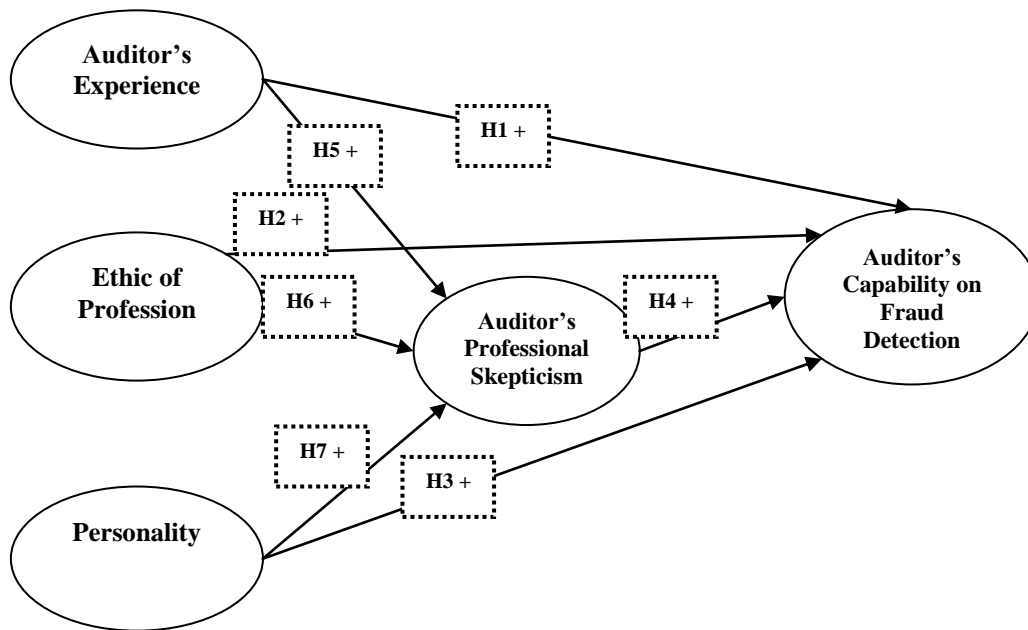 Auditor’s
Experience
H1 +
H5 +
H2 +
Ethic of
Profession
H6 +
Auditor’s
Professional
Skepticism
H4 +
Auditor’s
Capability on
Fraud
Detection
H7 +
H3 +
Personality